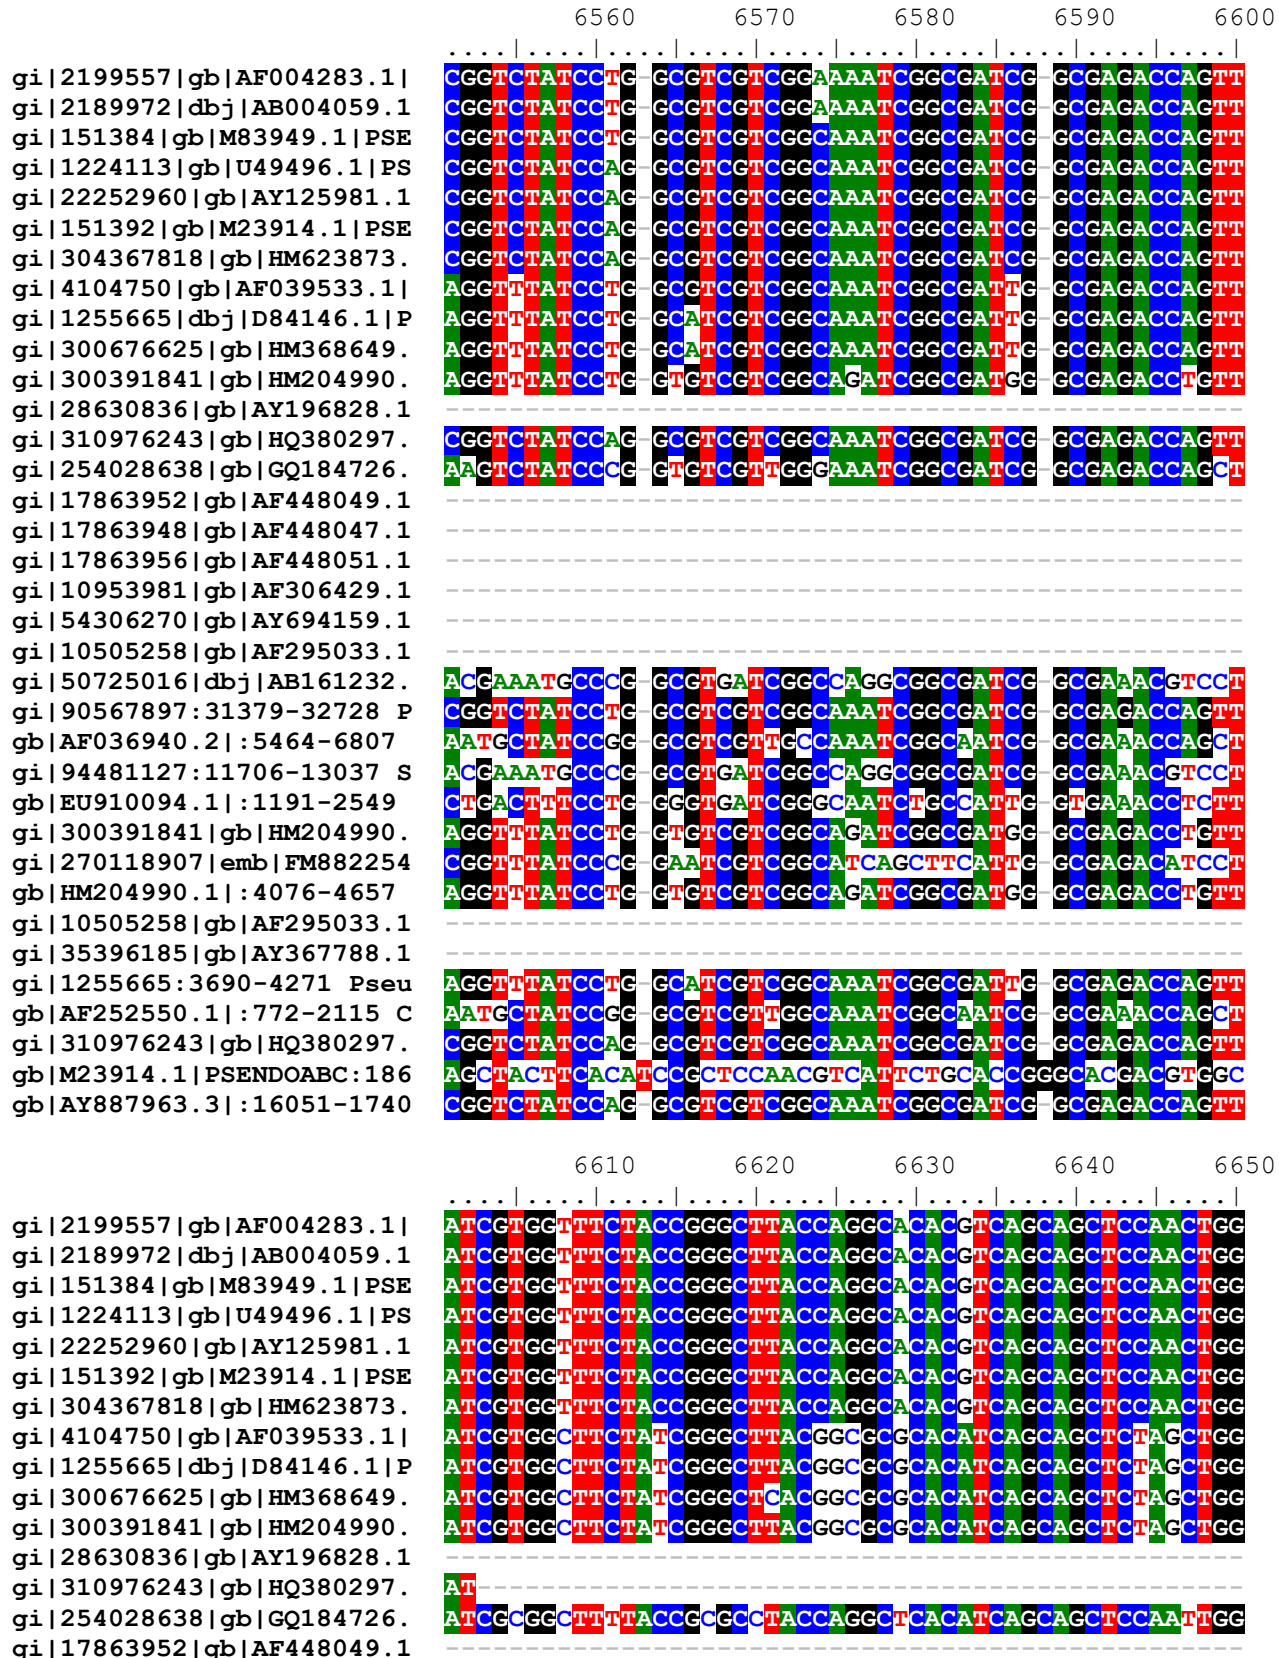 6560 6570 6580 6590 6600
....|....|....|....|....|....|....|....|....|....|
gi|2199557|gb|AF004283.1| CGGTCTATCCTG-GCGTCGTCGGAAAATCGGCGATCG-GCGAGACCAGTT
gi|2189972|dbj|AB004059.1 CGGTCTATCCTG-GCGTCGTCGGAAAATCGGCGATCG-GCGAGACCAGTT
gi|151384|gb|M83949.1|PSE CGGTCTATCCTG-GCGTCGTCGGCAAATCGGCGATCG-GCGAGACCAGTT
gi|1224113|gb|U49496.1|PS CGGTCTATCCAG-GCGTCGTCGGCAAATCGGCGATCG-GCGAGACCAGTT
gi|22252960|gb|AY125981.1 CGGTCTATCCAG-GCGTCGTCGGCAAATCGGCGATCG-GCGAGACCAGTT
gi|151392|gb|M23914.1|PSE CGGTCTATCCAG-GCGTCGTCGGCAAATCGGCGATCG-GCGAGACCAGTT
gi|304367818|gb|HM623873. CGGTCTATCCAG-GCGTCGTCGGCAAATCGGCGATCG-GCGAGACCAGTT
gi|4104750|gb|AF039533.1| AGGTTTATCCTG-GCGTCGTCGGCAAATCGGCGATTG-GCGAGACCAGTT
gi|1255665|dbj|D84146.1|P AGGTTTATCCTG-GCATCGTCGGCAAATCGGCGATTG-GCGAGACCAGTT
gi|300676625|gb|HM368649. AGGTTTATCCTG-GCATCGTCGGCAAATCGGCGATTG-GCGAGACCAGTT
gi|300391841|gb|HM204990. AGGTTTATCCTG-GTGTCGTCGGCAGATCGGCGATGG-GCGAGACCTGTT
gi|28630836|gb|AY196828.1 --------------------------------------------------
gi|310976243|gb|HQ380297. CGGTCTATCCAG-GCGTCGTCGGCAAATCGGCGATCG-GCGAGACCAGTT
gi|254028638|gb|GQ184726. AAGTCTATCCCG-GTGTCGTTGGGAAATCGGCGATCG-GCGAGACCAGCT
gi|17863952|gb|AF448049.1 --------------------------------------------------
gi|17863948|gb|AF448047.1 --------------------------------------------------
gi|17863956|gb|AF448051.1 --------------------------------------------------
gi|10953981|gb|AF306429.1 --------------------------------------------------
gi|54306270|gb|AY694159.1 --------------------------------------------------
gi|10505258|gb|AF295033.1 --------------------------------------------------
gi|50725016|dbj|AB161232. ACGAAATGCCCG-GCGTGATCGGCCAGGCGGCGATCG-GCGAAACGTCCT
gi|90567897:31379-32728 P CGGTCTATCCTG-GCGTCGTCGGCAAATCGGCGATCG-GCGAGACCAGTT
gb|AF036940.2|:5464-6807 AATGCTATCCGG-GCGTCGTTGCCAAATCGGCAATCG-GCGAAACCAGCT
gi|94481127:11706-13037 S ACGAAATGCCCG-GCGTGATCGGCCAGGCGGCGATCG-GCGAAACGTCCT
gb|EU910094.1|:1191-2549 CTGACTTTCCTG-GGGTGATCGGGCAATCTGCCATTG-GTGAAACCTCTT
gi|300391841|gb|HM204990. AGGTTTATCCTG-GTGTCGTCGGCAGATCGGCGATGG-GCGAGACCTGTT
gi|270118907|emb|FM882254 CGGTTTATCCCG-GAATCGTCGGCATCAGCTTCATTG-GCGAGACATCCT
gb|HM204990.1|:4076-4657 AGGTTTATCCTG-GTGTCGTCGGCAGATCGGCGATGG-GCGAGACCTGTT
gi|10505258|gb|AF295033.1 --------------------------------------------------
gi|35396185|gb|AY367788.1 --------------------------------------------------
gi|1255665:3690-4271 Pseu AGGTTTATCCTG-GCATCGTCGGCAAATCGGCGATTG-GCGAGACCAGTT
gb|AF252550.1|:772-2115 C AATGCTATCCGG-GCGTCGTTGGCAAATCGGCAATCG-GCGAAACCAGCT
gi|310976243|gb|HQ380297. CGGTCTATCCAG-GCGTCGTCGGCAAATCGGCGATCG-GCGAGACCAGTT
gb|M23914.1|PSENDOABC:186 AGCTACTTCACATCCGCTCCAACGTCATTCTGCACCGGGCACGACGTGGC
gb|AY887963.3|:16051-1740 CGGTCTATCCAG-GCGTCGTCGGCAAATCGGCGATCG-GCGAGACCAGTT
6610 6620 6630 6640 6650
....|....|....|....|....|....|....|....|....|....|
gi|2199557|gb|AF004283.1| ATCGTGGTTTCTACCGGGCTTACCAGGCACACGTCAGCAGCTCCAACTGG
gi|2189972|dbj|AB004059.1 ATCGTGGTTTCTACCGGGCTTACCAGGCACACGTCAGCAGCTCCAACTGG
gi|151384|gb|M83949.1|PSE ATCGTGGTTTCTACCGGGCTTACCAGGCACACGTCAGCAGCTCCAACTGG
gi|1224113|gb|U49496.1|PS ATCGTGGTTTCTACCGGGCTTACCAGGCACACGTCAGCAGCTCCAACTGG
gi|22252960|gb|AY125981.1 ATCGTGGTTTCTACCGGGCTTACCAGGCACACGTCAGCAGCTCCAACTGG
gi|151392|gb|M23914.1|PSE ATCGTGGTTTCTACCGGGCTTACCAGGCACACGTCAGCAGCTCCAACTGG
gi|304367818|gb|HM623873. ATCGTGGTTTCTACCGGGCTTACCAGGCACACGTCAGCAGCTCCAACTGG
gi|4104750|gb|AF039533.1| ATCGTGGCTTCTATCGGGCTTACGGCGCGCACATCAGCAGCTCTAGCTGG
gi|1255665|dbj|D84146.1|P ATCGTGGCTTCTATCGGGCTTACGGCGCGCACATCAGCAGCTCTAGCTGG
gi|300676625|gb|HM368649. ATCGTGGCTTCTATCGGGCTCACGGCGCGCACATCAGCAGCTCTAGCTGG
gi|300391841|gb|HM204990. ATCGTGGCTTCTATCGGGCTTACGGCGCGCACATCAGCAGCTCTAGCTGG
gi|28630836|gb|AY196828.1 --------------------------------------------------
gi|310976243|gb|HQ380297. AT------------------------------------------------
gi|254028638|gb|GQ184726. ATCGCGGCTTTTACCGCGCCTACCAGGCTCACATCAGCAGCTCCAATTGG
gi|17863952|gb|AF448049.1 --------------------------------------------------